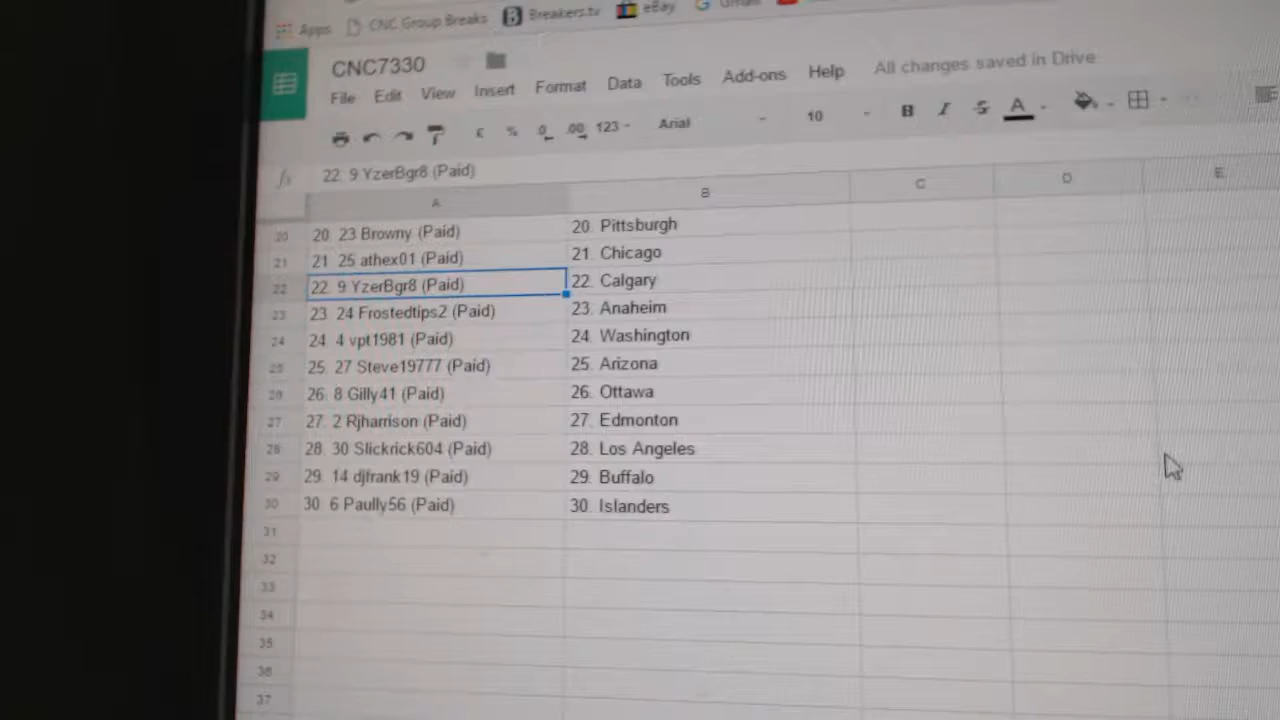 Apps CNC Group Breaks Breakers.tv eBay Gmail
CNC7330
File Edit View Insert Format Data Tools Add-ons Help All changes saved in Drive
£ % .0 .00 123 Arial 10 B I S A
fx 22. 9 YzerBgr8 (Paid)
A B C D E
20 20. 23 Browny (Paid) 20. Pittsburgh
21 21. 25 athex01 (Paid) 21. Chicago
22 22. 9 YzerBgr8 (Paid) 22. Calgary
23 23. 24 Frostedtips2 (Paid) 23. Anaheim
24 24. 4 vpt1981 (Paid) 24. Washington
25 25. 27 Steve19777 (Paid) 25. Arizona
26 26. 8 Gilly41 (Paid) 26. Ottawa
27 27. 2 Rjharrison (Paid) 27. Edmonton
28 28. 30 Slickrick604 (Paid) 28. Los Angeles
29 29. 14 djfrank19 (Paid) 29. Buffalo
30 30. 6 Paully56 (Paid) 30. Islanders
31
32
33
34
35
36
37